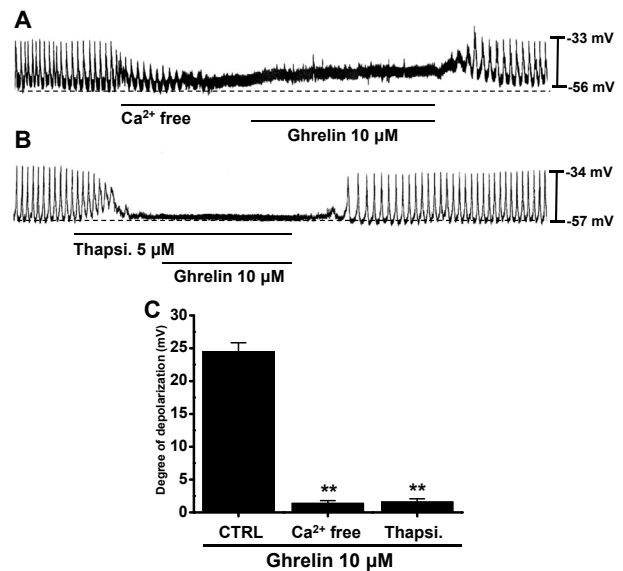 A
-33 mV
-56 mV
Ca²⁺ free
Ghrelin 10 µM
B
-34 mV
-57 mV
Thapsi. 5 µM
Ghrelin 10 µM
C
Degree of depolarization (mV)
30
25
20
15
10
5
0
** **
CTRL Ca²⁺ free Thapsi.
Ghrelin 10 µM